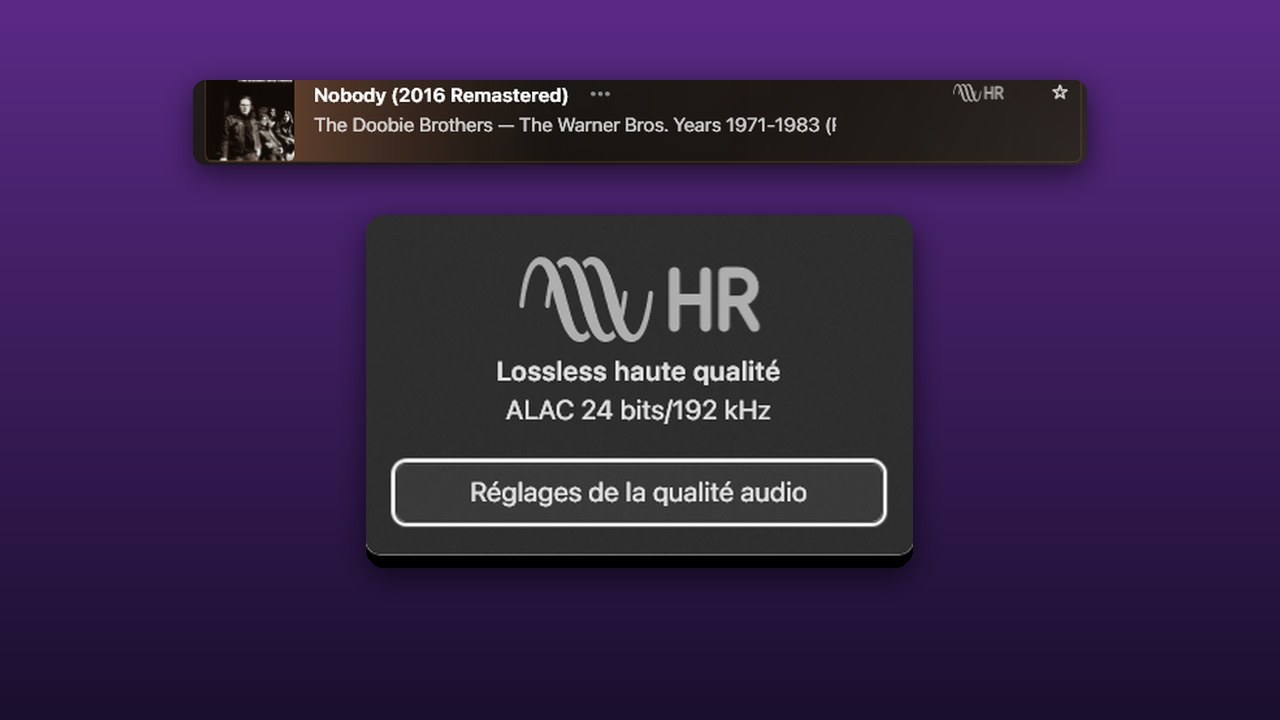 Nobody (2016 Remastered)
HR
The Doobie Brothers — The Warner Bros. Years 1971-1983 (
HR
Lossless haute qualité
ALAC 24 bits/192 kHz
Réglages de la qualité audio